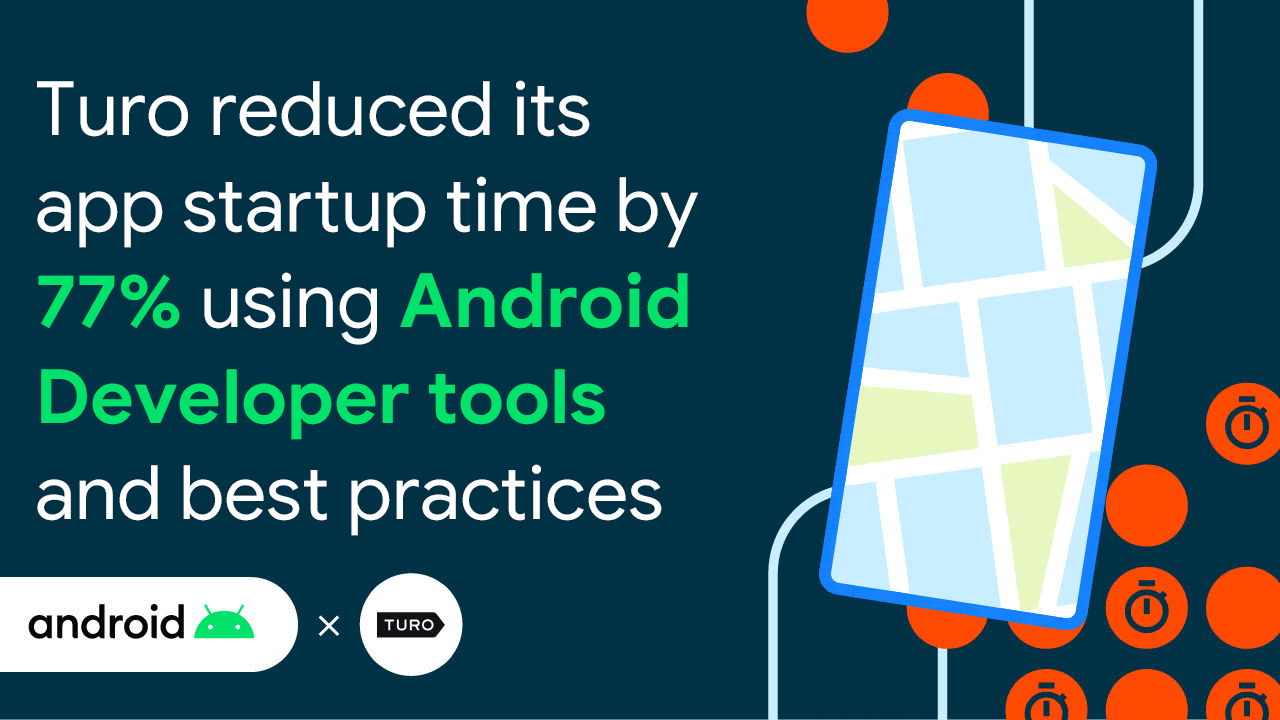 Turo reduced its
app startup time by
77% using Android
Developer tools
and best practices
android × TURO